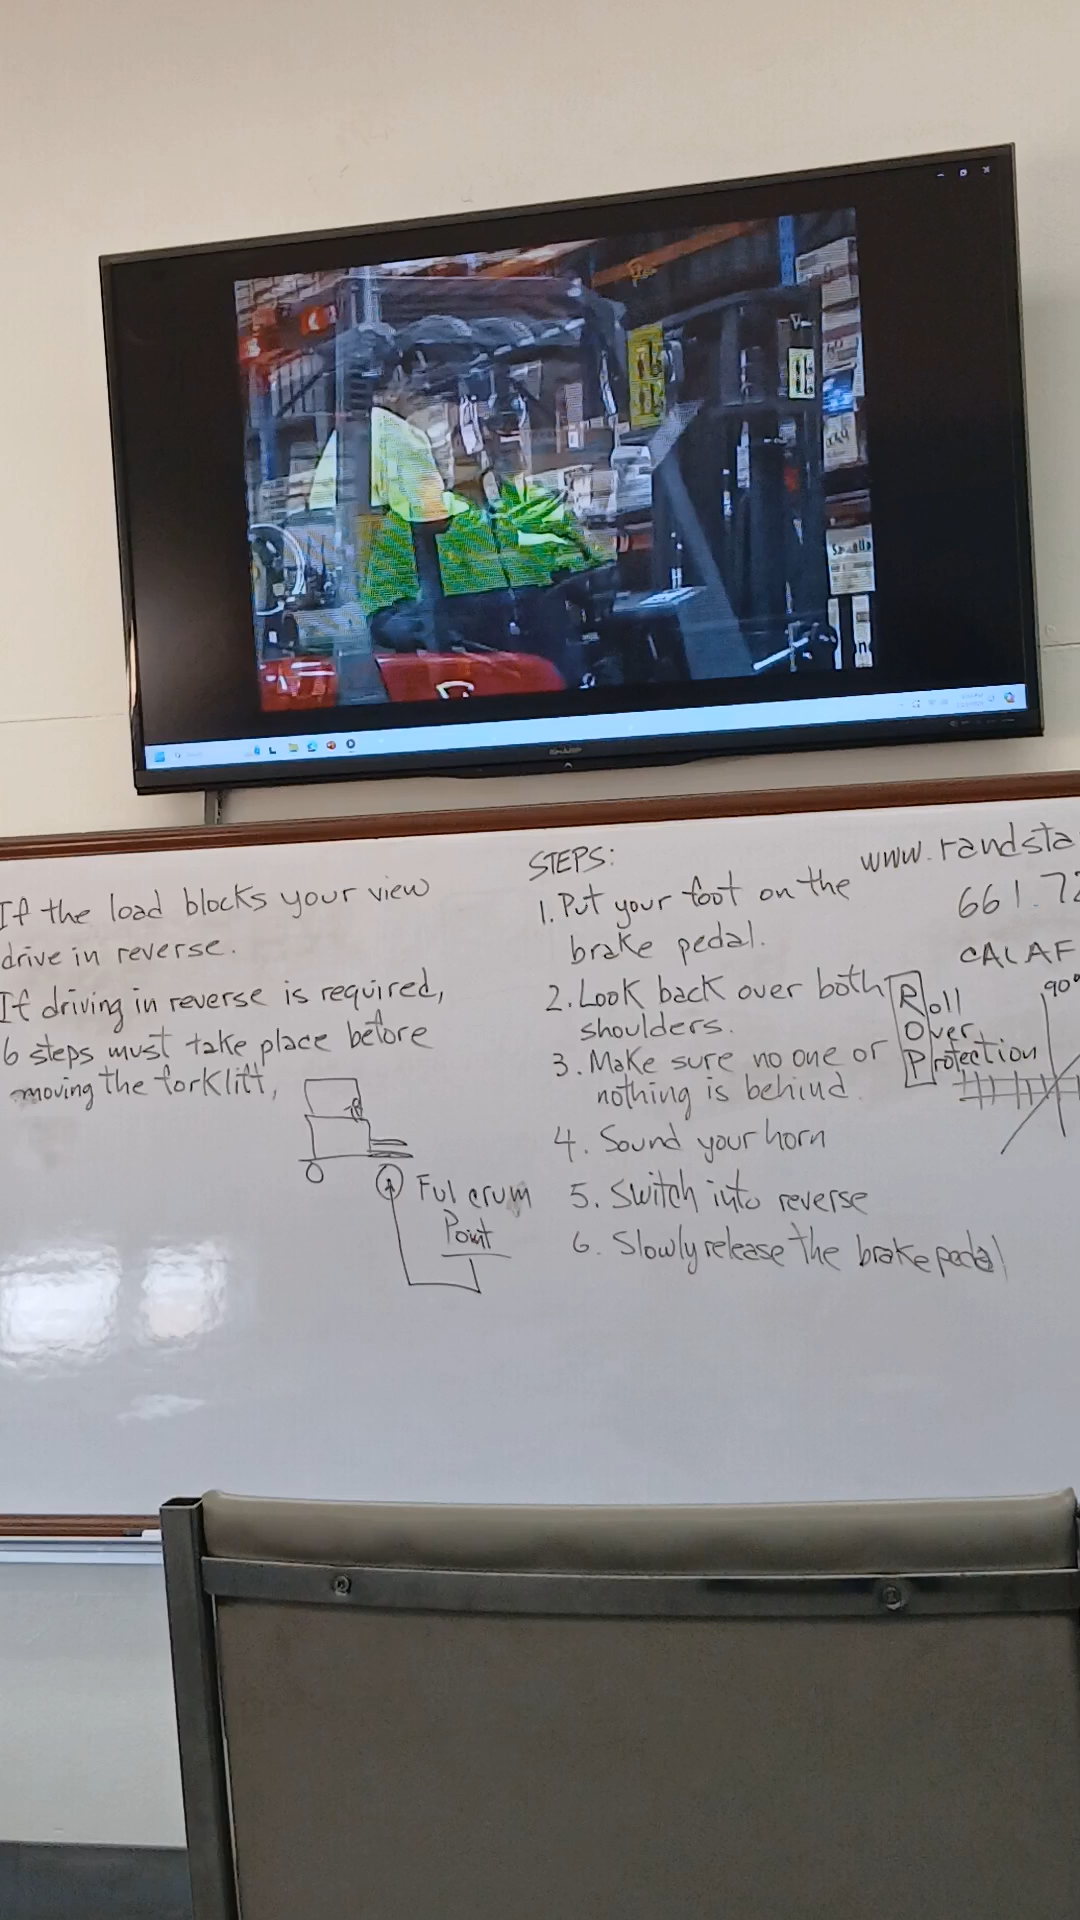 SHARP
If the load blocks your view
drive in reverse.
If driving in reverse is required,
6 steps must take place before
moving the forklift,
Fulcrum
Point
STEPS:
1. Put your foot on the
brake pedal.
2. Look back over both
shoulders.
3. Make sure no one or
nothing is behind.
4. Sound your horn
5. Switch into reverse
6. Slowly release the brake pedal
www.randsta
661.72
CALAF
Roll
Over
Protection
90°